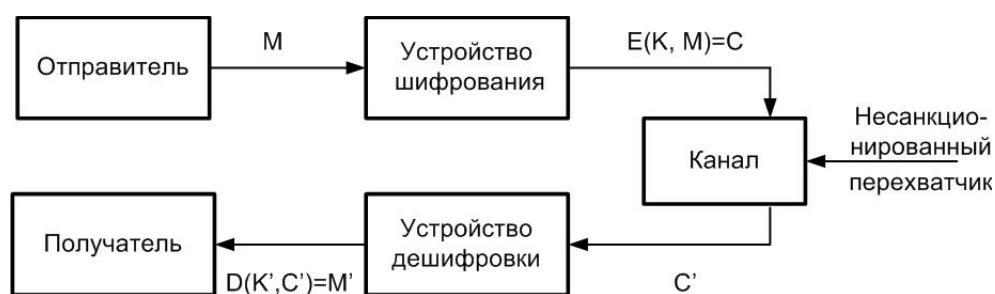 Отправитель
M
Устройство
шифрования
E(K, M)=C
Канал
Несанкцио-
нированный
перехватчик
Получатель
D(K’,C’)=M’
Устройство
дешифровки
C’